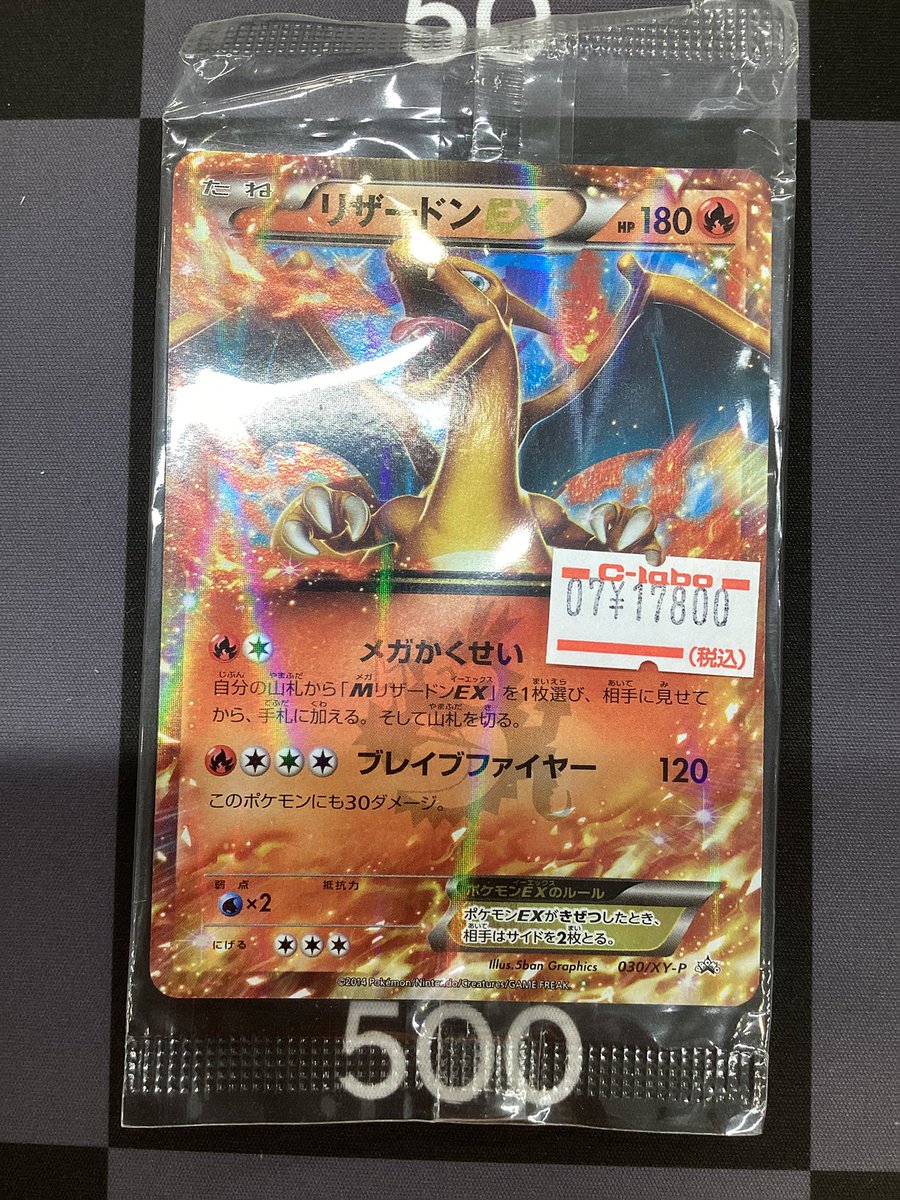 50
たね
リザードンEX
HP 180
C-labo
07¥17800
(税込)
メガかくせい
自分の山札から「MリザードンEX」を1枚選び、相手に見せて
から、手札に加える。そして山札を切る。
ブレイブファイヤー 120
このポケモンにも30ダメージ。
弱点 抵抗力
×2
ポケモンEXのルール
ポケモンEXがきぜつしたとき、
相手はサイドを2枚とる。
にげる
Illus.5ban Graphics 030/XY-P
©2014 Pokémon/Nintendo/Creatures/GAME FREAK.
500